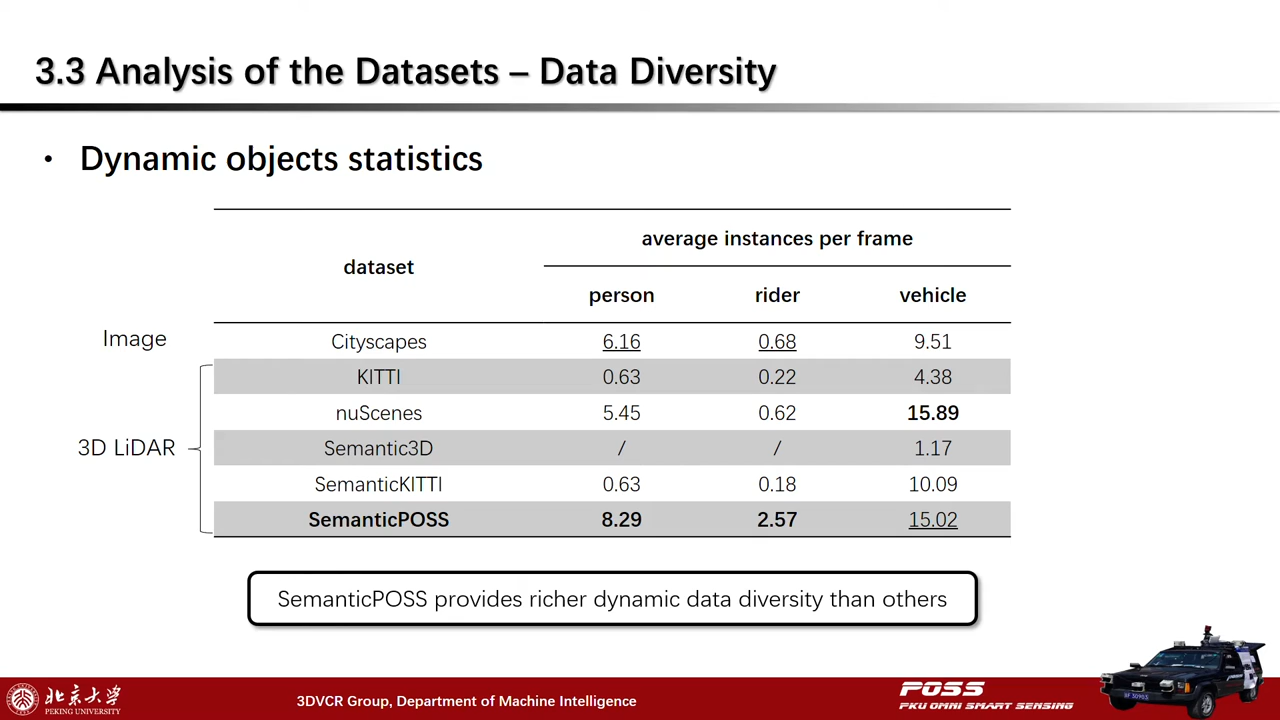 3.3 Analysis of the Datasets – Data Diversity
• Dynamic objects statistics
average instances per frame
dataset
person rider vehicle
Image
Cityscapes 6.16 0.68 9.51
KITTI 0.63 0.22 4.38
nuScenes 5.45 0.62 15.89
3D LiDAR
Semantic3D / / 1.17
SemanticKITTI 0.63 0.18 10.09
SemanticPOSS 8.29 2.57 15.02
SemanticPOSS provides richer dynamic data diversity than others
北京大学
PEKING UNIVERSITY
3DVCR Group, Department of Machine Intelligence
POSS
PKU OMNI SMART SENSING